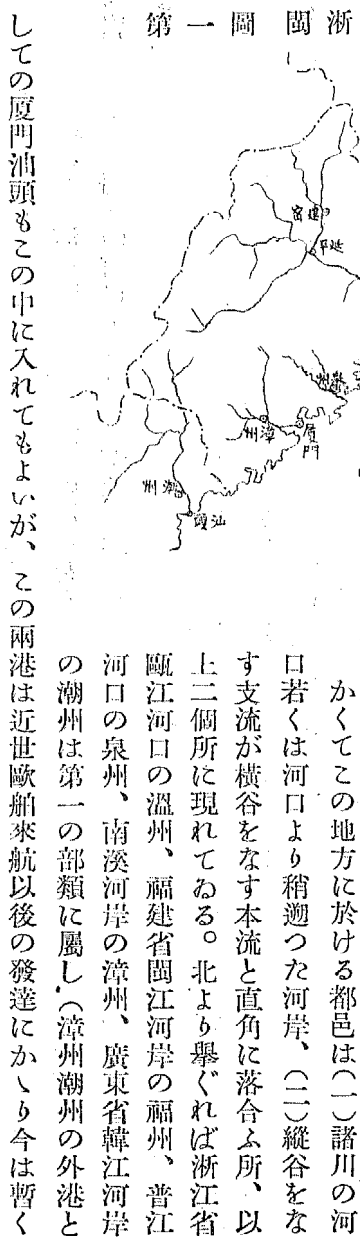 第一圖 閩浙
建寧
延平
泉州
漳州
厦門
潮州
汕頭
かくてこの地方に於ける都邑は(一)諸川の河
口若くは河口より稍遡つた河岸、(二)縱谷をな
す支流が横谷をなす本流と直角に落合ふ所、以
上二個所に現れてゐる。北より擧ぐれば浙江省
甌江河口の溫州、福建省閩江河岸の福州、晋江
河口の泉州、南溪河岸の漳州、廣東省韓江河岸
の潮州は第一の部類に屬し(漳州潮州の外港と
しての厦門汕頭もこの中に入れてもよいが、この兩港は近世歐舶來航以後の發達にかゝり今は暫く